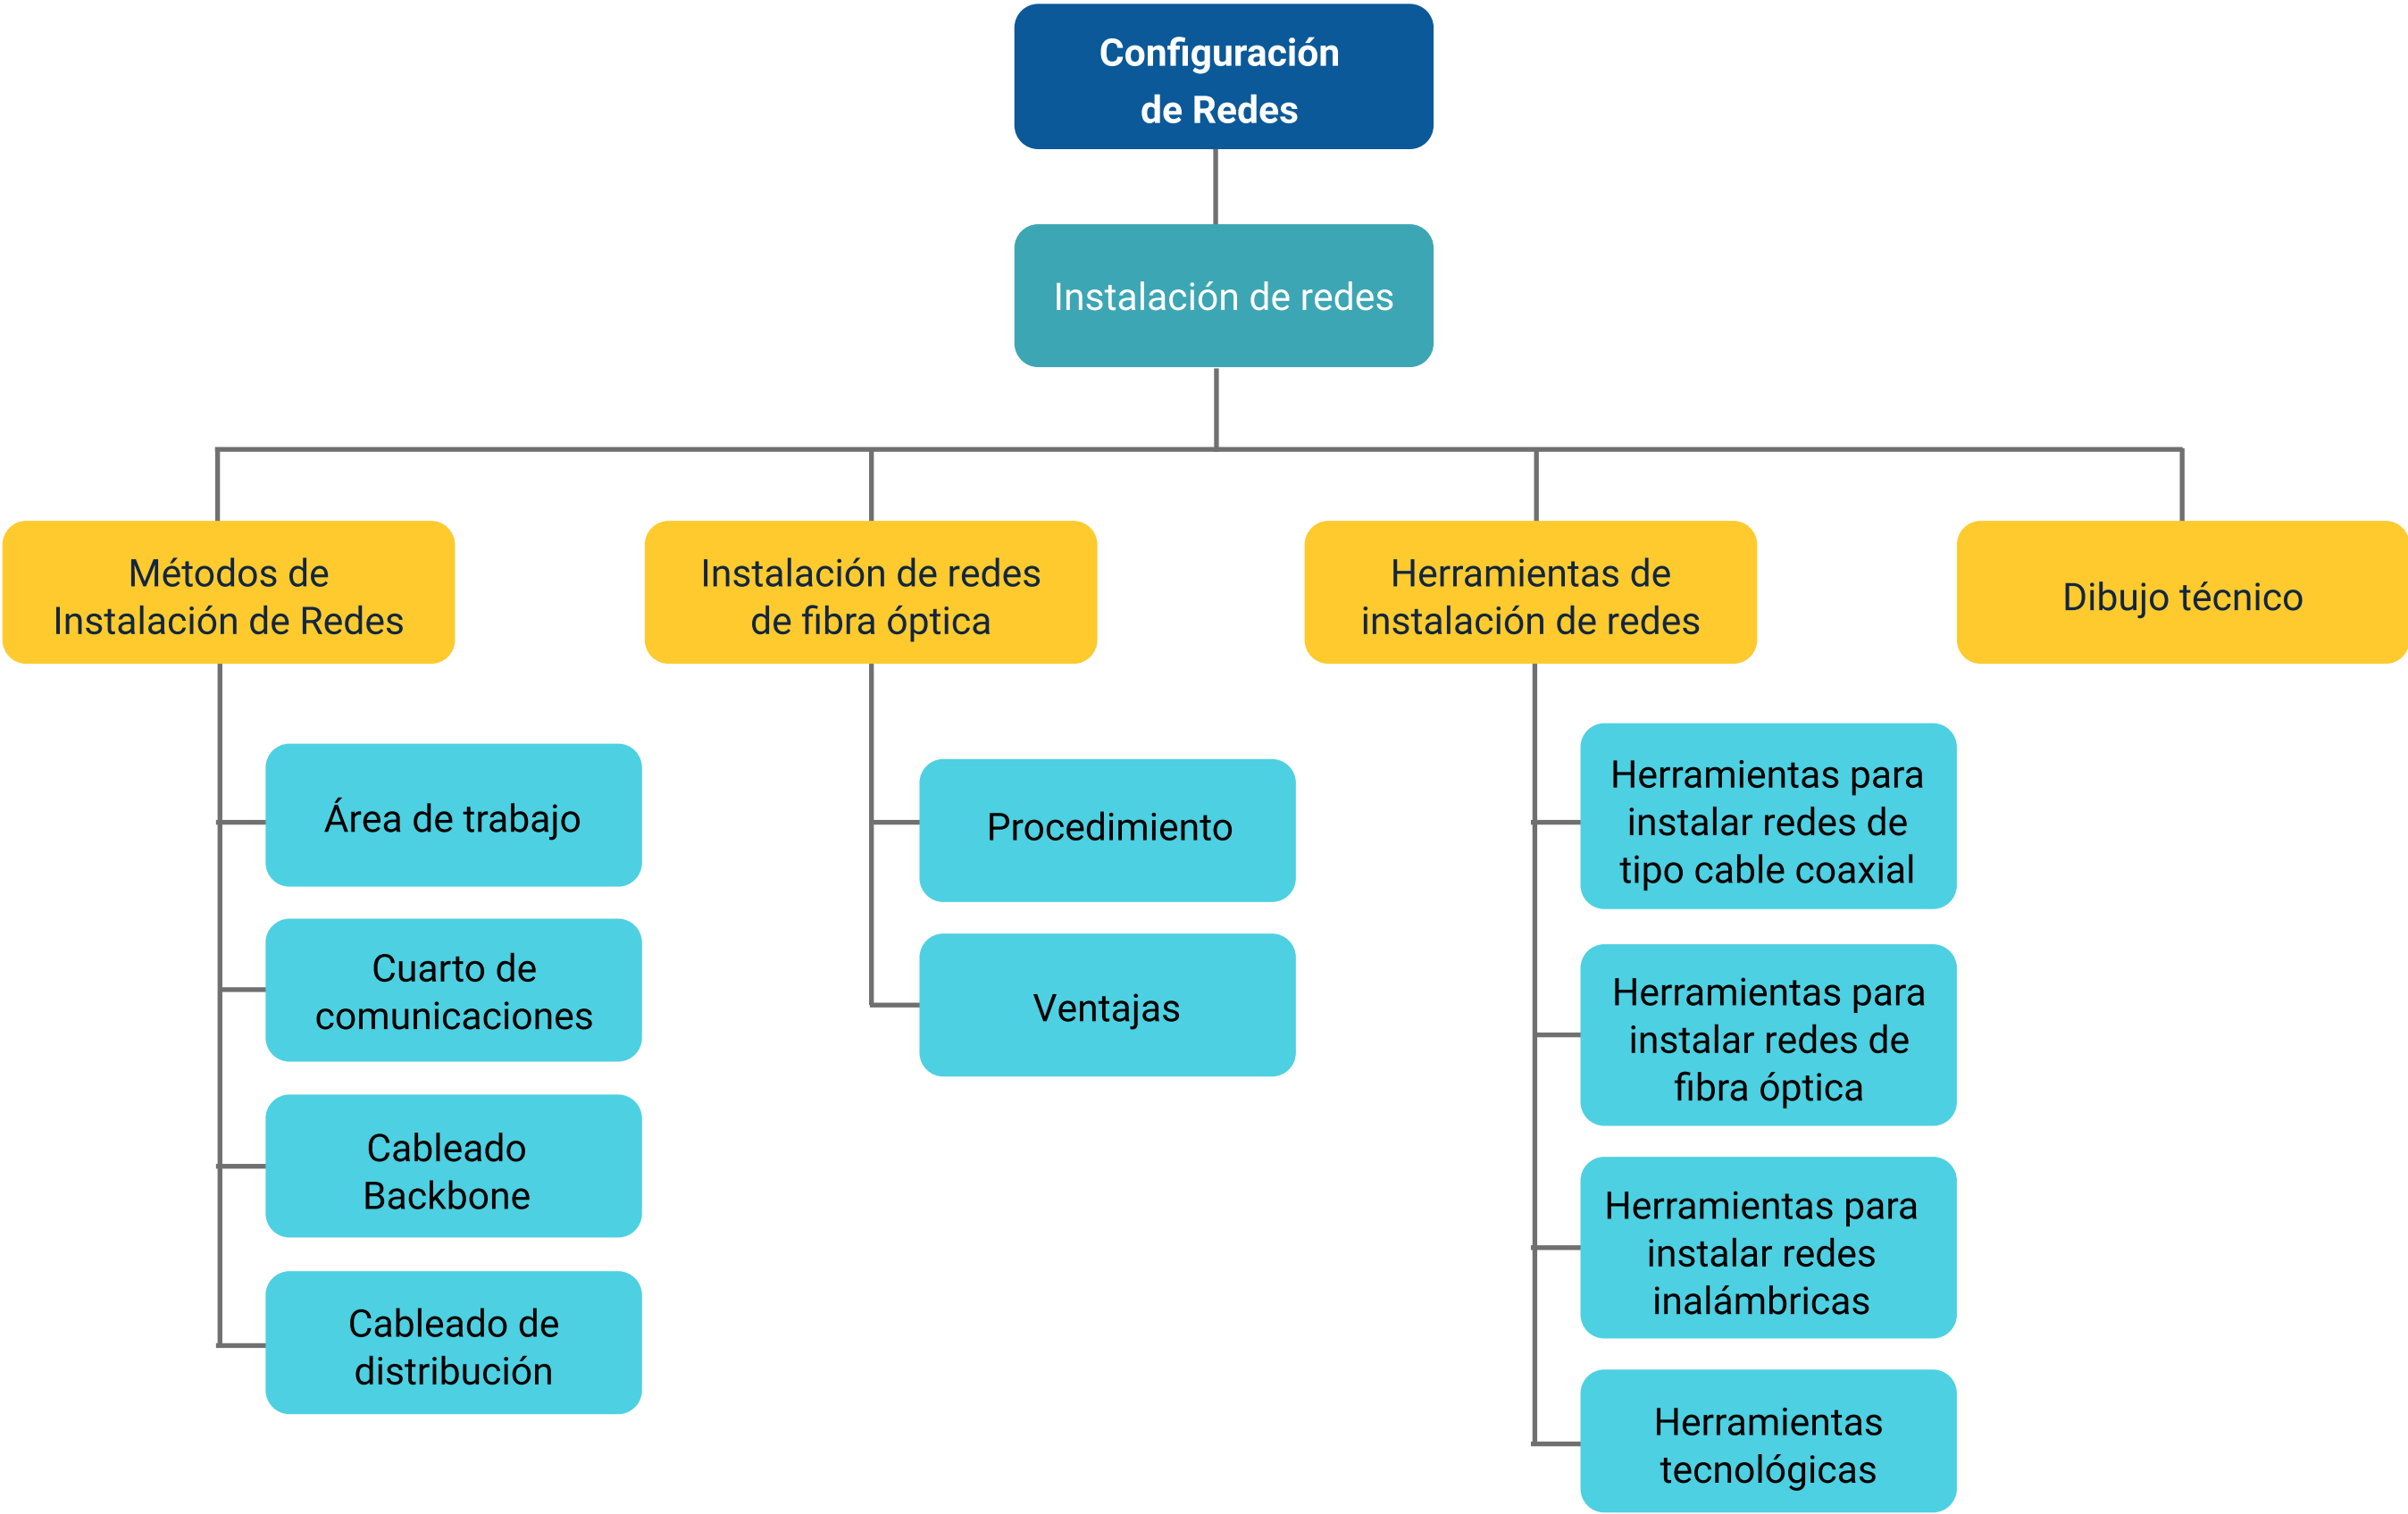 Configuración
de Redes
Instalación de redes
Métodos de
Instalación de Redes
Instalación de redes
de fibra óptica
Herramientas de
instalación de redes
Dibujo técnico
Área de trabajo
Cuarto de
comunicaciones
Cableado
Backbone
Cableado de
distribución
Procedimiento
Ventajas
Herramientas para
instalar redes de
tipo cable coaxial
Herramientas para
instalar redes de
fibra óptica
Herramientas para
instalar redes
inalámbricas
Herramientas
tecnológicas